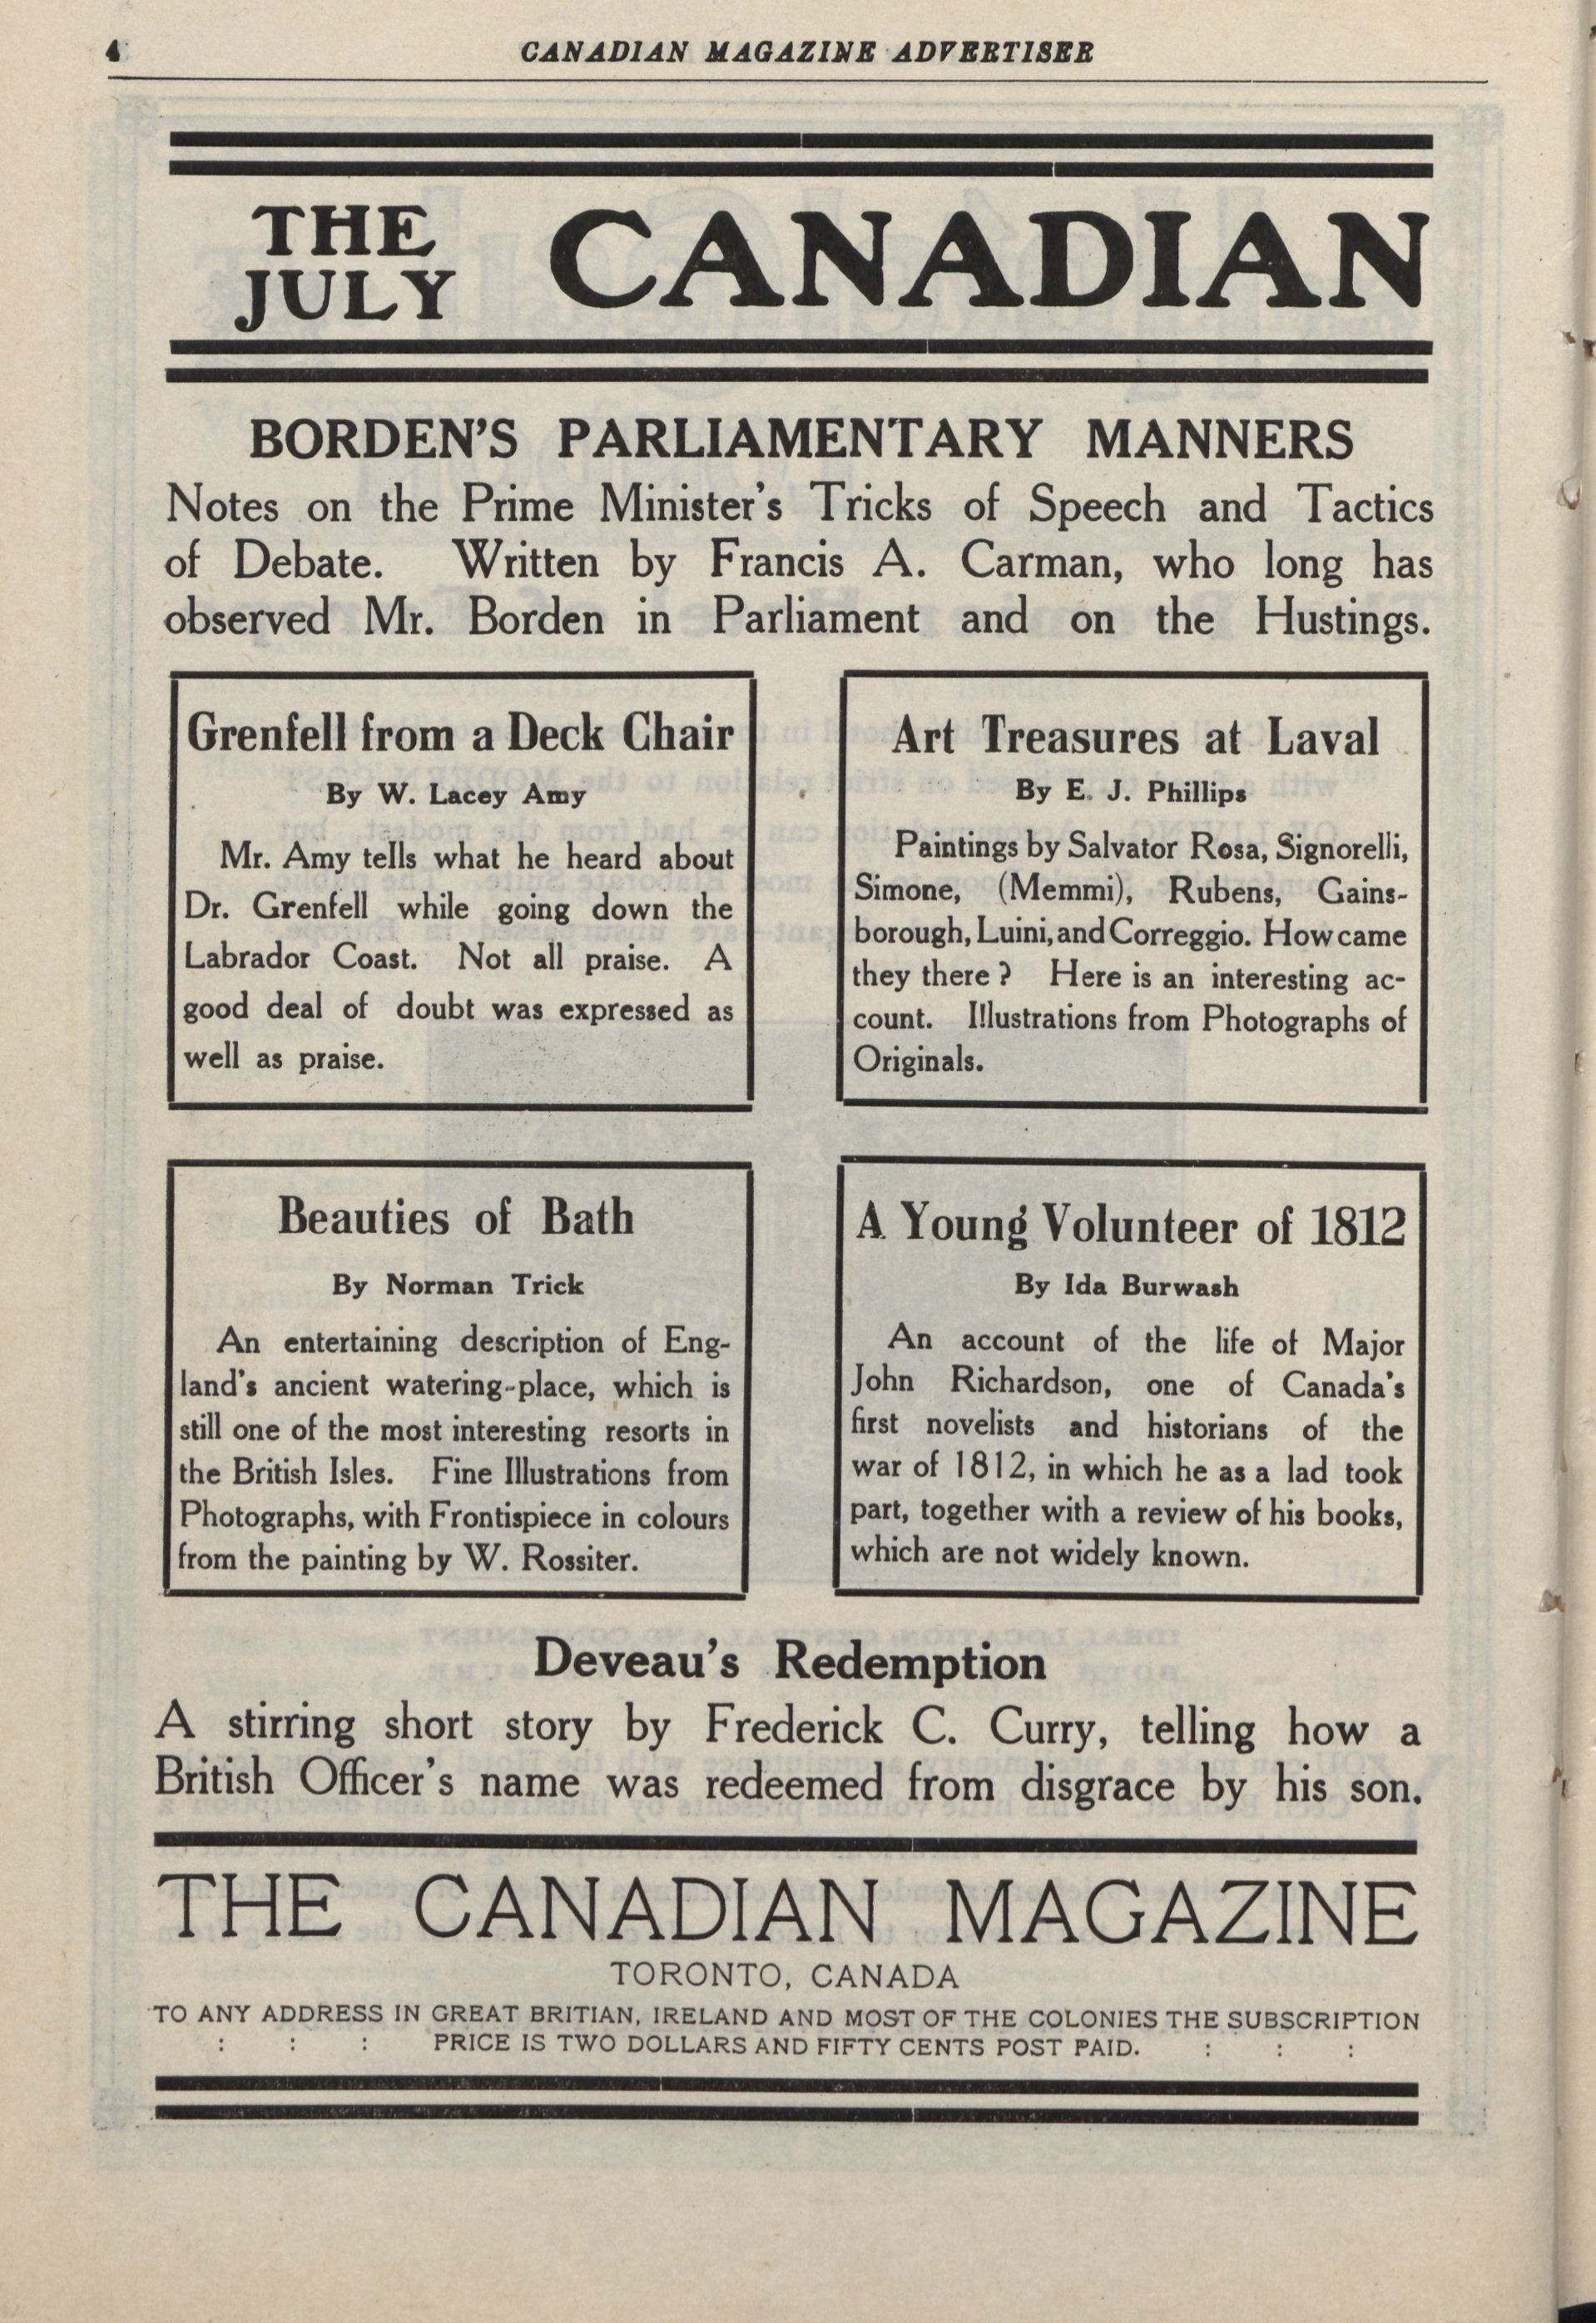 4
CANADIAN MAGAZINE ADVERTISER
THE
JULY
CANADIAN
BORDEN'S PARLIAMENTARY MANNERS
Notes on the Prime Minister's Tricks of Speech and Tactics
of Debate. Written by Francis A. Carman, who long has
observed Mr. Borden in Parliament and on the Hustings.
Grenfell from a Deck Chair
By W. Lacey Amy
Mr. Amy tells what he heard about
Dr. Grenfell while going down the
Labrador Coast. Not all praise. A
good deal of doubt was expressed as
well as praise.
Art Treasures at Laval
By E. J. Phillips
Paintings by Salvator Rosa, Signorelli,
Simone, (Memmi), Rubens, Gains-
borough, Luini, and Correggio. How came
they there? Here is an interesting ac-
count. Illustrations from Photographs of
Originals.
Beauties of Bath
By Norman Trick
An entertaining description of Eng-
land's ancient watering-place, which is
still one of the most interesting resorts in
the British Isles. Fine Illustrations from
Photographs, with Frontispiece in colours
from the painting by W. Rossiter.
A Young Volunteer of 1812
By Ida Burwash
An account of the life of Major
John Richardson, one of Canada's
first novelists and historians of the
war of 1812, in which he as a lad took
part, together with a review of his books,
which are not widely known.
Deveau's Redemption
A stirring short story by Frederick C. Curry, telling how a
British Officer's name was redeemed from disgrace by his son.
THE CANADIAN MAGAZINE
TORONTO, CANADA
TO ANY ADDRESS IN GREAT BRITIAN, IRELAND AND MOST OF THE COLONIES THE SUBSCRIPTION
: : : PRICE IS TWO DOLLARS AND FIFTY CENTS POST PAID. : : :